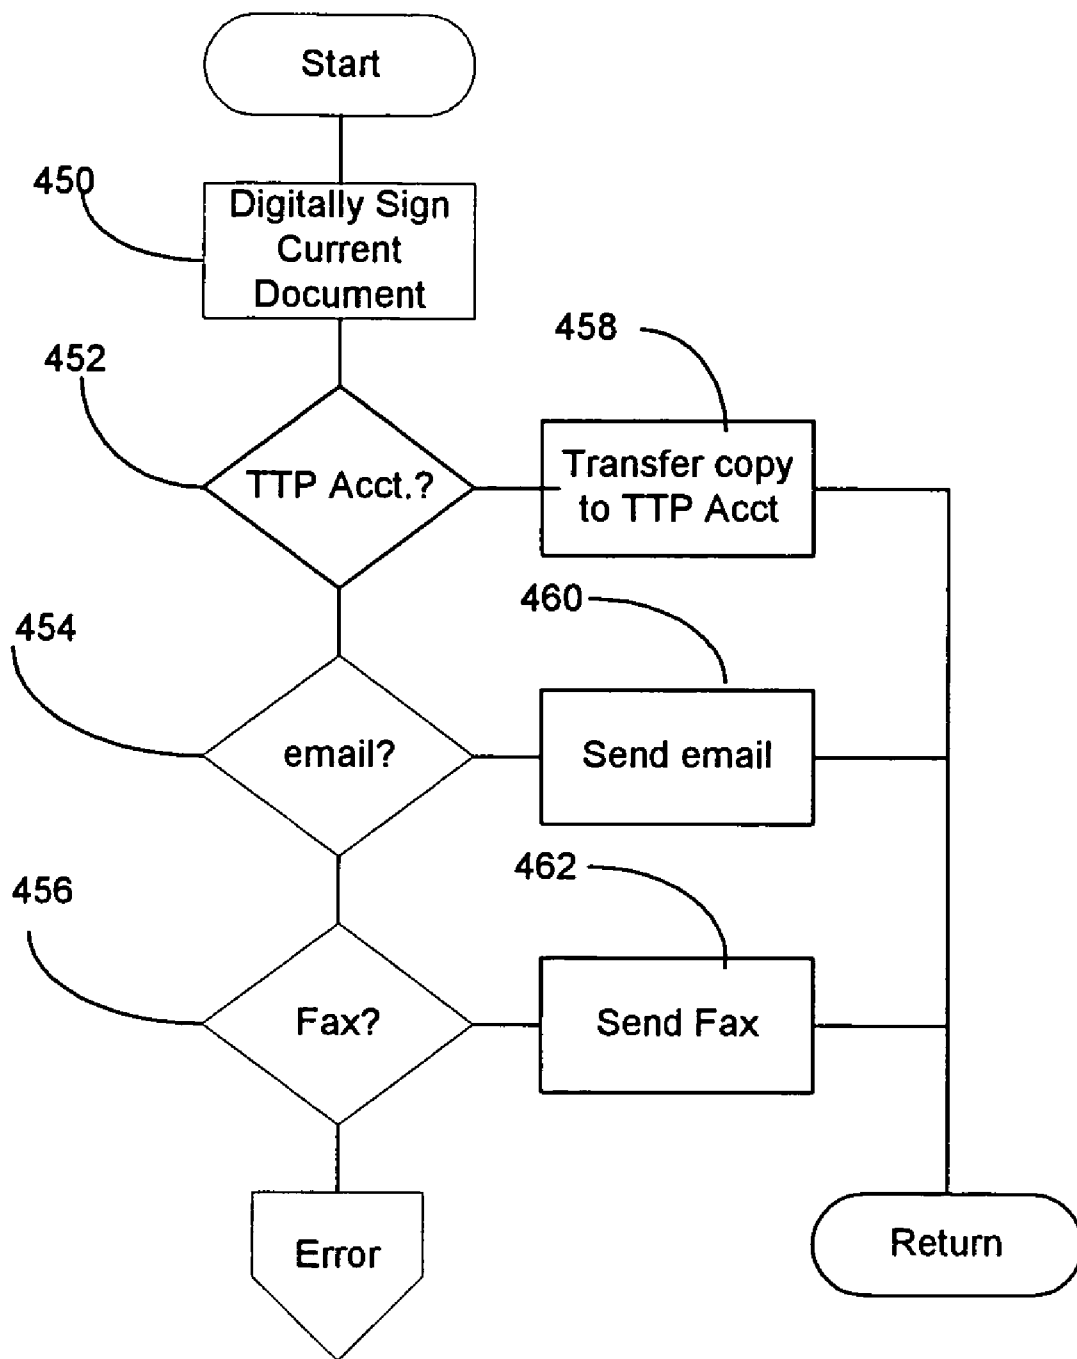 Start
450
Digitally Sign
Current
Document
452
458
TTP Acct.?
Transfer copy
to TTP Acct
454
460
email?
Send email
456
462
Fax?
Send Fax
Error
Return